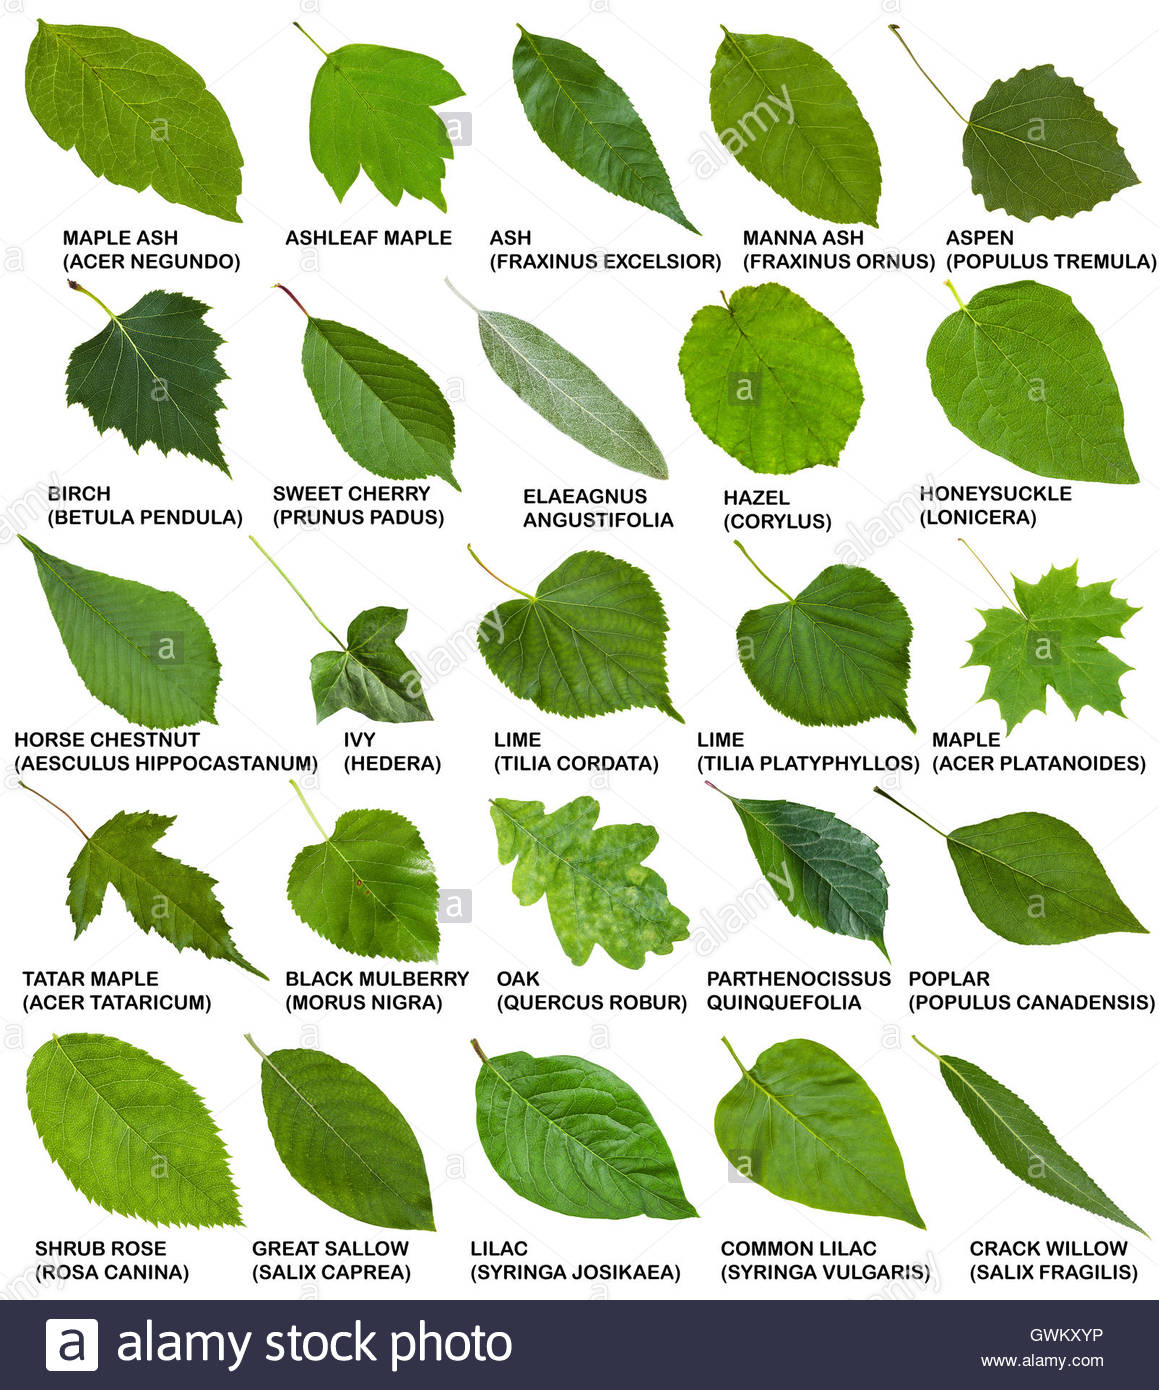 MAPLE ASH
(ACER NEGUNDO)
ASHLEAF MAPLE
ASH
(FRAXINUS EXCELSIOR)
MANNA ASH
(FRAXINUS ORNUS)
ASPEN
(POPULUS TREMULA)
BIRCH
(BETULA PENDULA)
SWEET CHERRY
(PRUNUS PADUS)
ELAEAGNUS
ANGUSTIFOLIA
HAZEL
(CORYLUS)
HONEYSUCKLE
(LONICERA)
HORSE CHESTNUT
(AESCULUS HIPPOCASTANUM)
IVY
(HEDERA)
LIME
(TILIA CORDATA)
LIME
(TILIA PLATYPHYLLOS)
MAPLE
(ACER PLATANOIDES)
TATAR MAPLE
(ACER TATARICUM)
BLACK MULBERRY
(MORUS NIGRA)
OAK
(QUERCUS ROBUR)
PARTHENOCISSUS
QUINQUEFOLIA
POPLAR
(POPULUS CANADENSIS)
SHRUB ROSE
(ROSA CANINA)
GREAT SALLOW
(SALIX CAPREA)
LILAC
(SYRINGA JOSIKAEA)
COMMON LILAC
(SYRINGA VULGARIS)
CRACK WILLOW
(SALIX FRAGILIS)
a alamy stock photo
GWKXYP
www.alamy.com